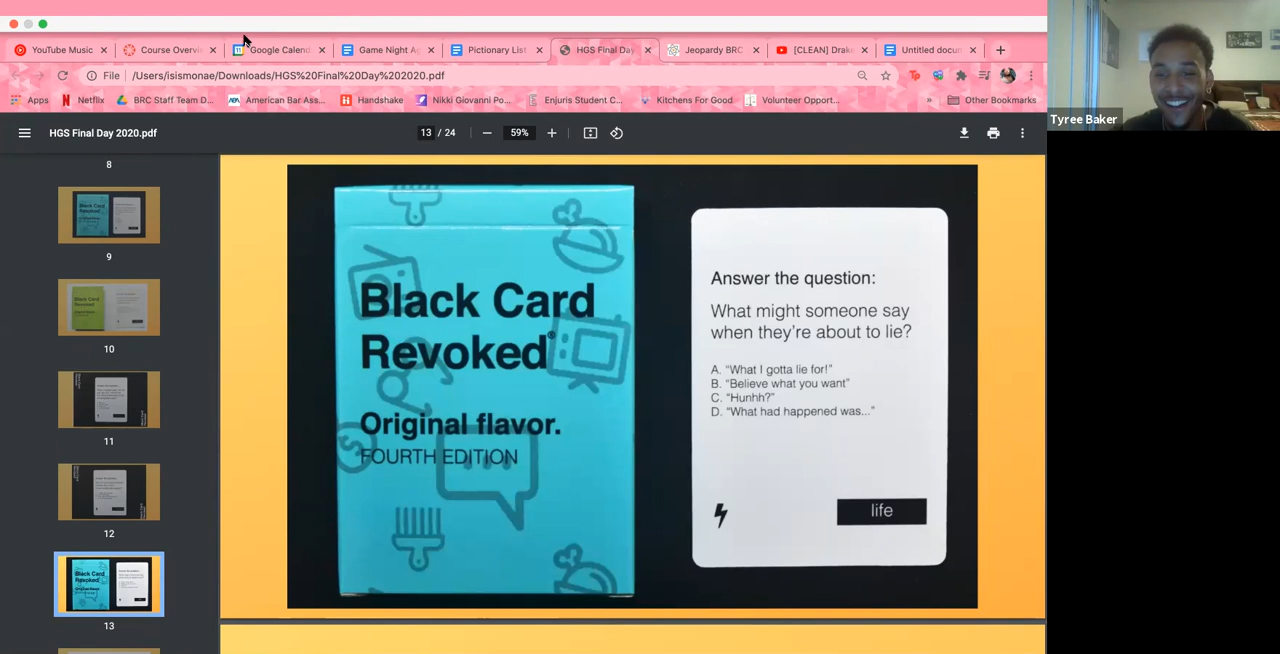 YouTube Music
Course Overvi
Google Calend
Game Night Ag
Pictionary List
HGS Final Day
Jeopardy BRC
[CLEAN] Drake
Untitled docu
File
/Users/isismonae/Downloads/HGS%20Final%20Day%202020.pdf
Apps
Netflix
BRC Staff Team D...
American Bar Ass...
Handshake
Nikki Giovanni Po...
Enjuris Student C...
Kitchens For Good
Volunteer Opport...
»
Other Bookmarks
HGS Final Day 2020.pdf
13 / 24
59%
Tyree Baker
8
9
10
11
12
13
Black Card
Revoked®
Original flavor.
FOURTH EDITION
Answer the question:
What might someone say
when they're about to lie?
A. "What I gotta lie for!"
B. "Believe what you want"
C. "Hunhh?"
D. "What had happened was..."
life